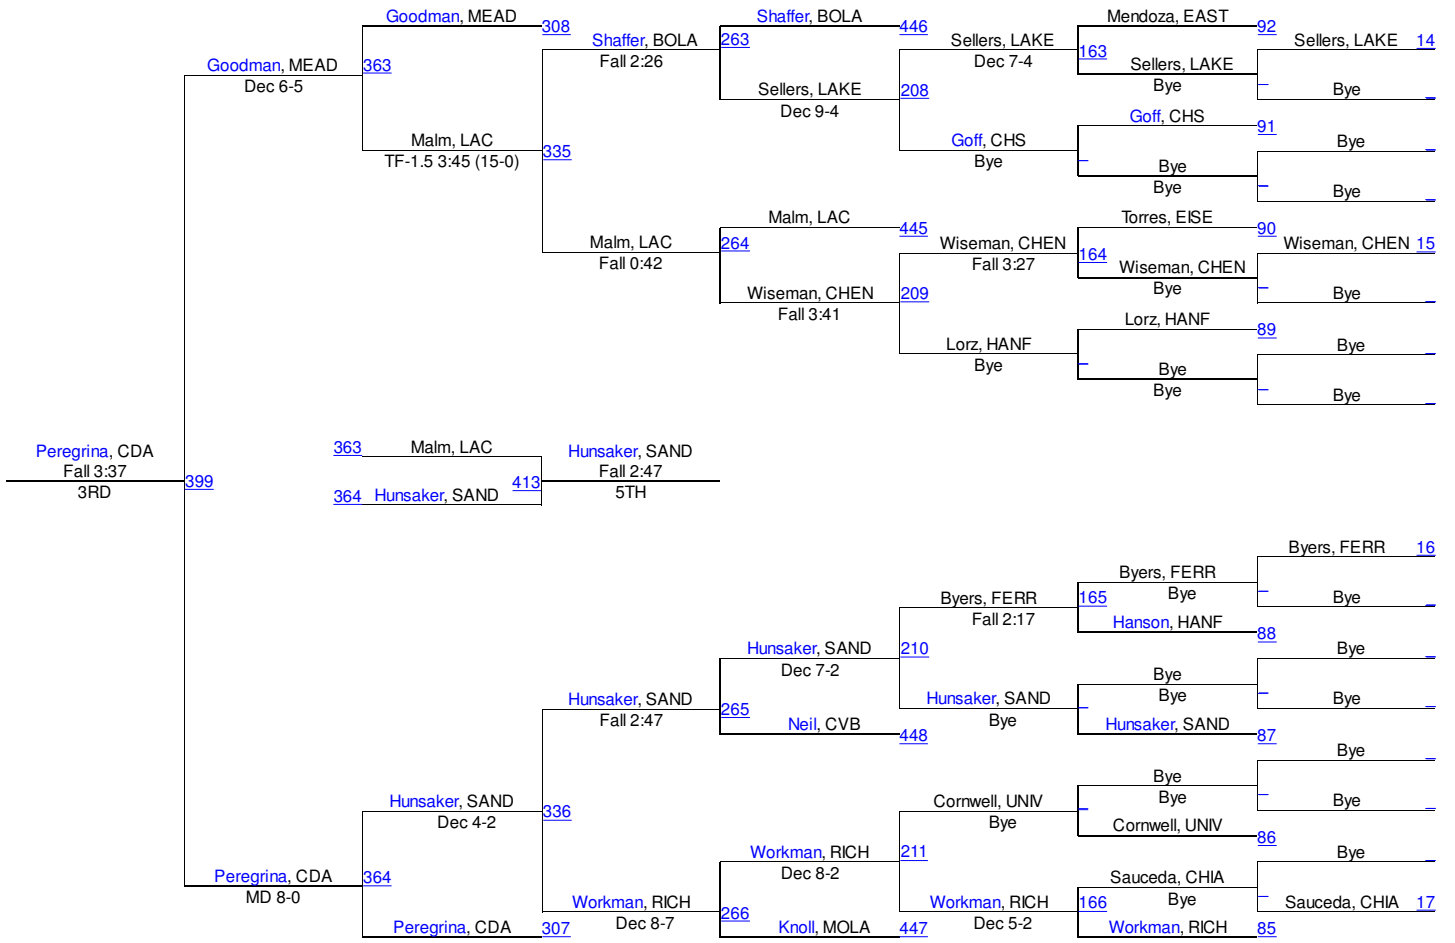 Goodman, MEAD
308
Shaffer, BOLA
446
Mendoza, EAST
92
Goodman, MEAD
363
Dec 6-5
Shaffer, BOLA
263
Fall 2:26
Sellers, LAKE
163
Dec 7-4
Sellers, LAKE 14
Sellers, LAKE
Bye
Sellers, LAKE
208
Dec 9-4
Bye
Goff, CHS
91
Malm, LAC
335
TF-1.5 3:45 (15-0)
Goff, CHS
Bye
Bye
Bye
Bye
Bye
Malm, LAC
445
Torres, EISE
90
Malm, LAC
264
Fall 0:42
Wiseman, CHEN
164
Fall 3:27
Wiseman, CHEN 15
Wiseman, CHEN
Bye
Wiseman, CHEN
209
Fall 3:41
Bye
Lorz, HANF
89
Lorz, HANF
Bye
Bye
Bye
Bye
Bye
Peregrina, CDA
399
Fall 3:37
3RD
363 Malm, LAC
Hunsaker, SAND
413
Fall 2:47
364 Hunsaker, SAND
5TH
Byers, FERR 16
Byers, FERR
165
Bye
Byers, FERR
Fall 2:17
Bye
Hanson, HANF
88
Hunsaker, SAND
210
Dec 7-2
Bye
Bye
Bye
Hunsaker, SAND
265
Fall 2:47
Hunsaker, SAND
Bye
Bye
Neil, CVB
448
Hunsaker, SAND
87
Bye
Bye
Bye
Hunsaker, SAND
336
Dec 4-2
Cornwell, UNIV
Bye
Bye
Cornwell, UNIV
86
Workman, RICH
211
Dec 8-2
Bye
Peregrina, CDA
364
MD 8-0
Sauceda, CHIA
166
Bye
Workman, RICH
266
Dec 8-7
Workman, RICH
Dec 5-2
Sauceda, CHIA 17
Peregrina, CDA
307
Knoll, MOLA
447
Workman, RICH
85